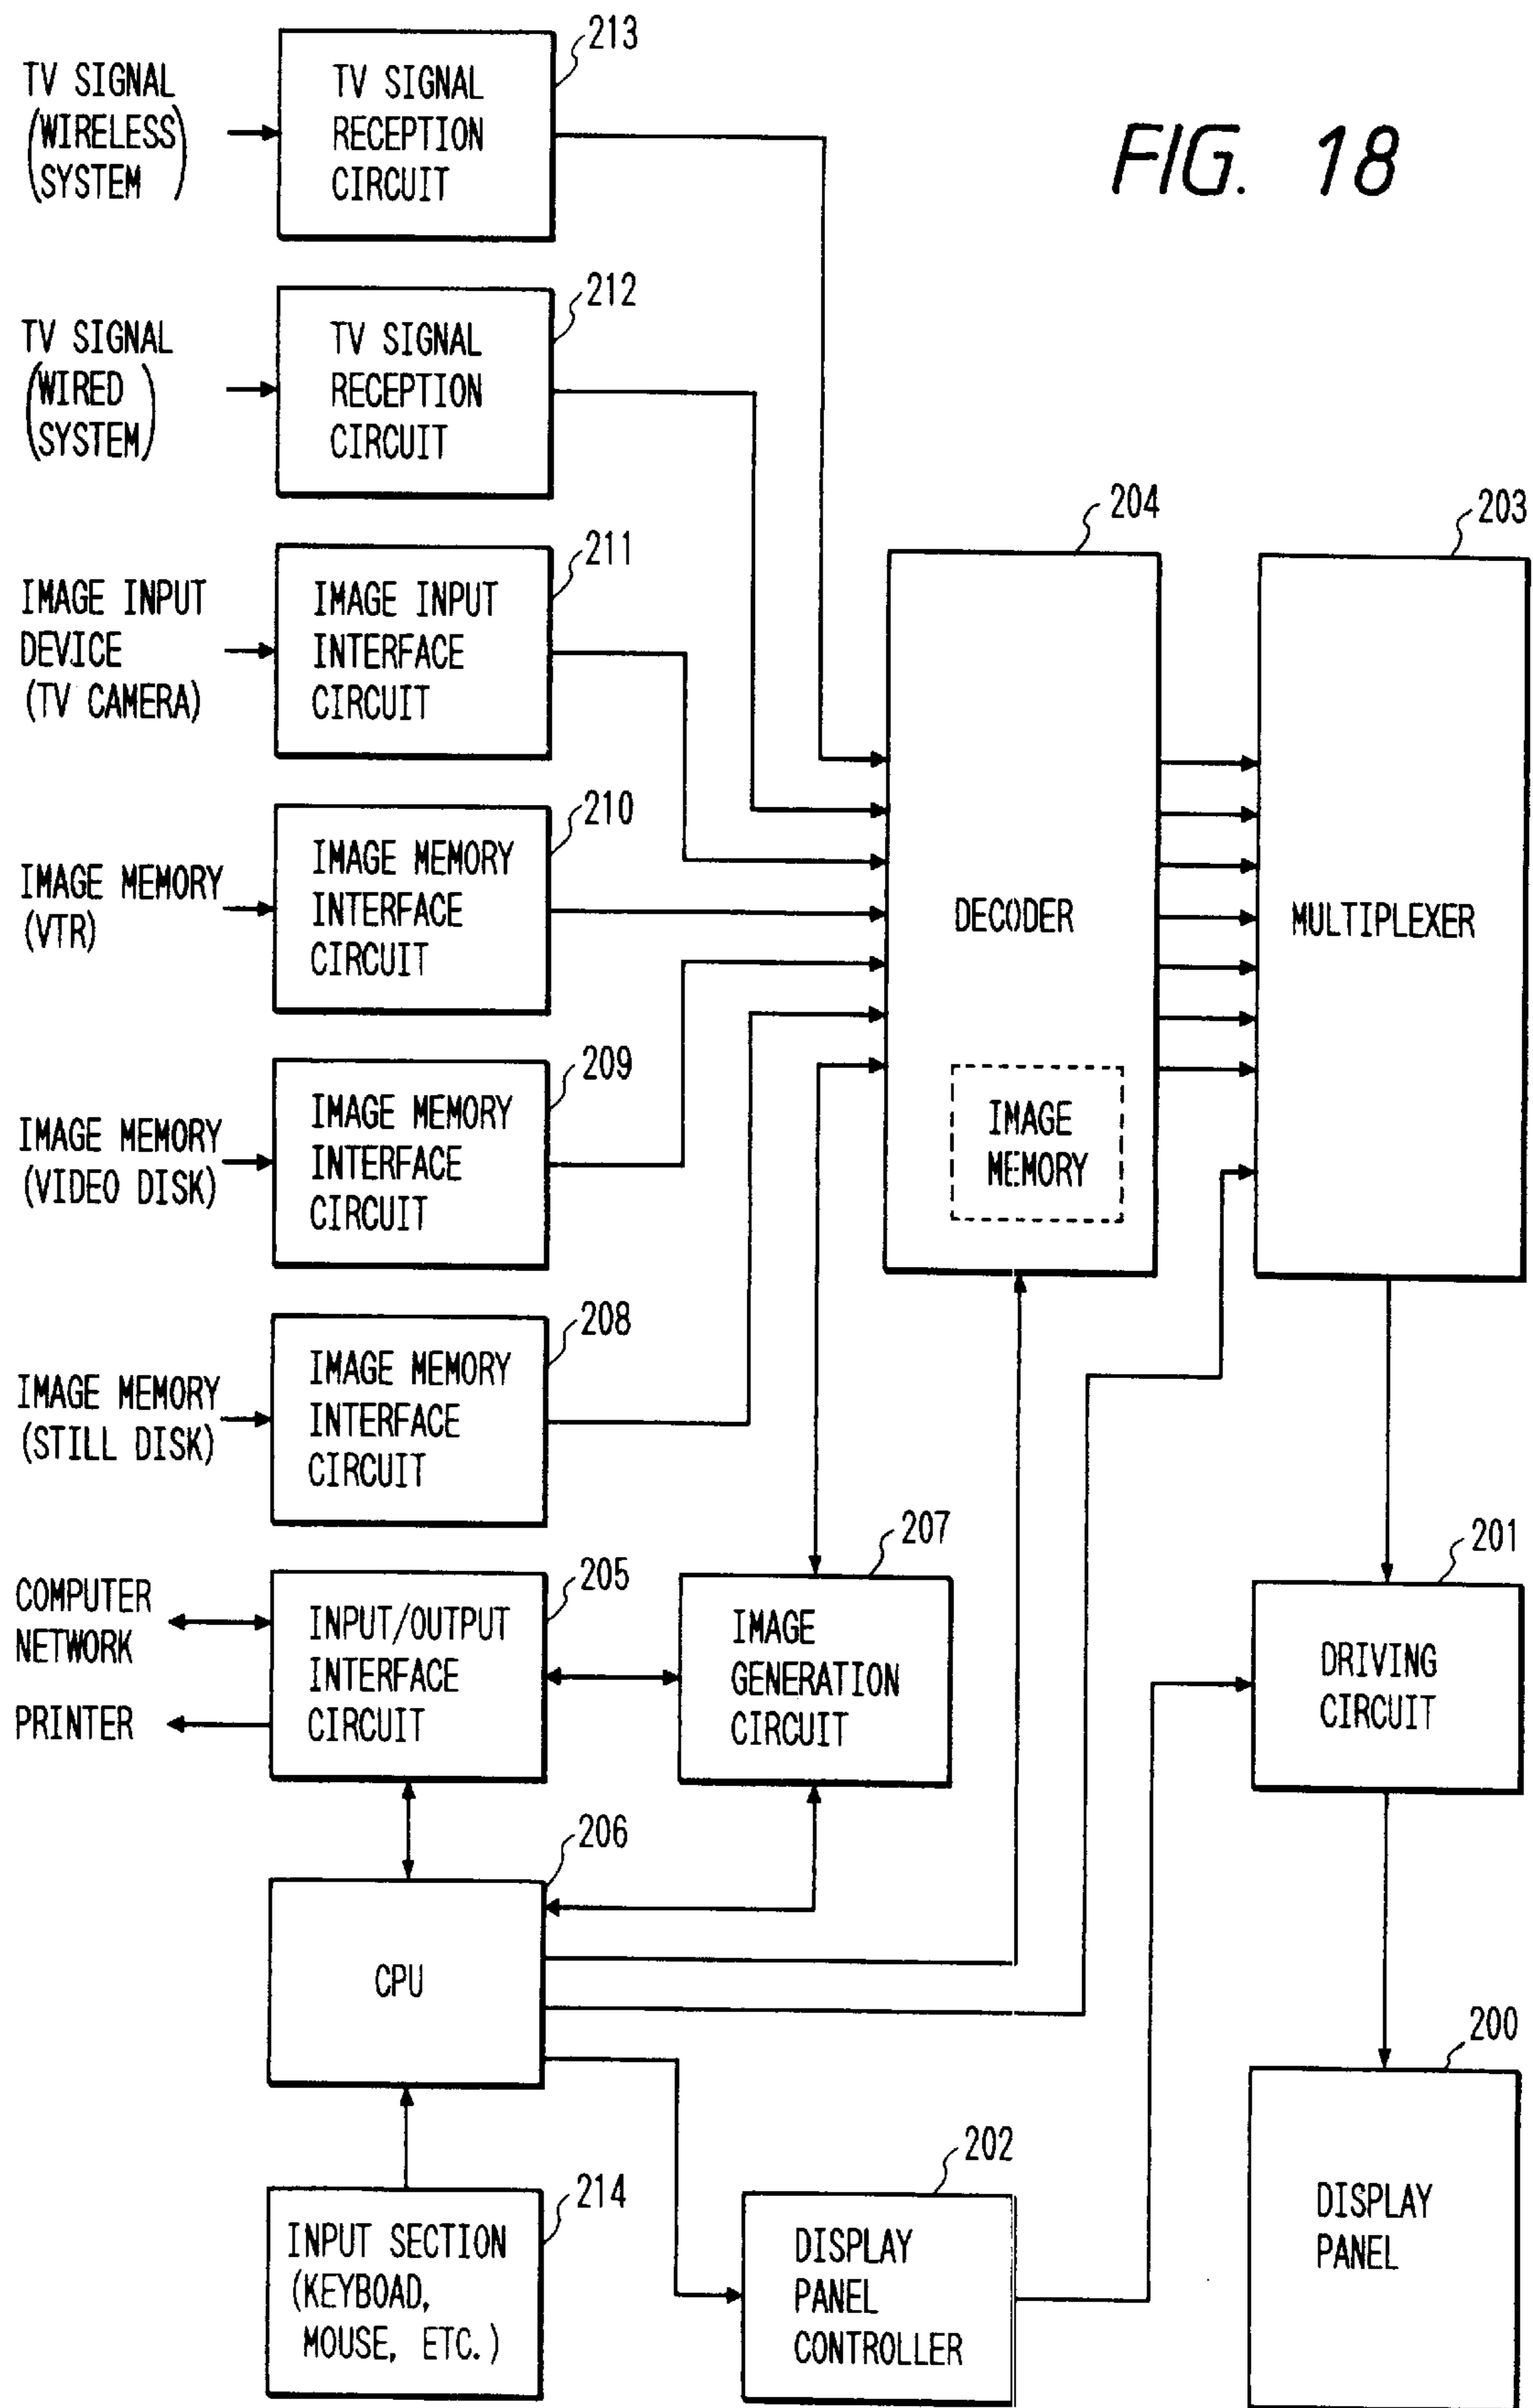 FIG. 18
TV SIGNAL
(WIRELESS
SYSTEM)
213
TV SIGNAL
RECEPTION
CIRCUIT
TV SIGNAL
(WIRED
SYSTEM)
212
TV SIGNAL
RECEPTION
CIRCUIT
IMAGE INPUT
DEVICE
(TV CAMERA)
211
IMAGE INPUT
INTERFACE
CIRCUIT
IMAGE MEMORY
(VTR)
210
IMAGE MEMORY
INTERFACE
CIRCUIT
IMAGE MEMORY
(VIDEO DISK)
209
IMAGE MEMORY
INTERFACE
CIRCUIT
IMAGE MEMORY
(STILL DISK)
208
IMAGE MEMORY
INTERFACE
CIRCUIT
204
DECODER
IMAGE
MEMORY
203
MULTIPLEXER
COMPUTER
NETWORK
PRINTER
205
INPUT/OUTPUT
INTERFACE
CIRCUIT
207
IMAGE
GENERATION
CIRCUIT
201
DRIVING
CIRCUIT
206
CPU
200
DISPLAY
PANEL
214
INPUT SECTION
(KEYBOAD,
MOUSE, ETC.)
202
DISPLAY
PANEL
CONTROLLER